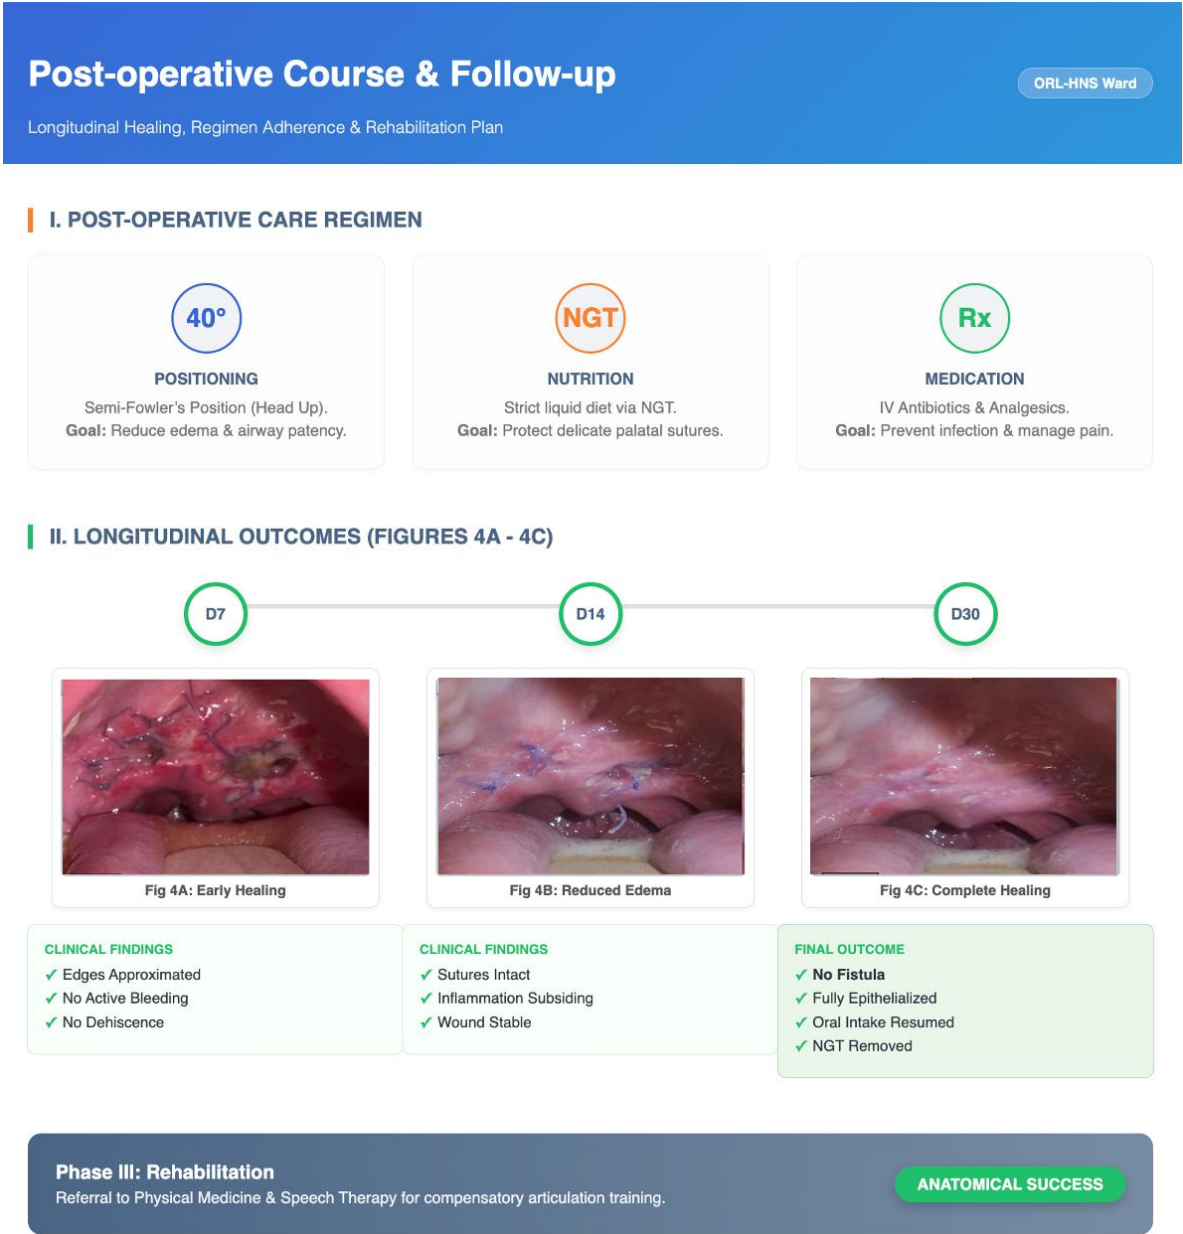 Post-operative Course & Follow-up
ORL-HNS Ward
Longitudinal Healing, Regimen Adherence & Rehabilitation Plan
I. POST-OPERATIVE CARE REGIMEN
40°
POSITIONING
Semi-Fowler's Position (Head Up).
Goal: Reduce edema & airway patency.
NGT
NUTRITION
Strict liquid diet via NGT.
Goal: Protect delicate palatal sutures.
Rx
MEDICATION
IV Antibiotics & Analgesics.
Goal: Prevent infection & manage pain.
II. LONGITUDINAL OUTCOMES (FIGURES 4A - 4C)
D7
D14
D30
Fig 4A: Early Healing
Fig 4B: Reduced Edema
Fig 4C: Complete Healing
CLINICAL FINDINGS
✓ Edges Approximated
✓ No Active Bleeding
✓ No Dehiscence
CLINICAL FINDINGS
✓ Sutures Intact
✓ Inflammation Subsiding
✓ Wound Stable
FINAL OUTCOME
✓ No Fistula
✓ Fully Epithelialized
✓ Oral Intake Resumed
✓ NGT Removed
Phase III: Rehabilitation
Referral to Physical Medicine & Speech Therapy for compensatory articulation training.
ANATOMICAL SUCCESS